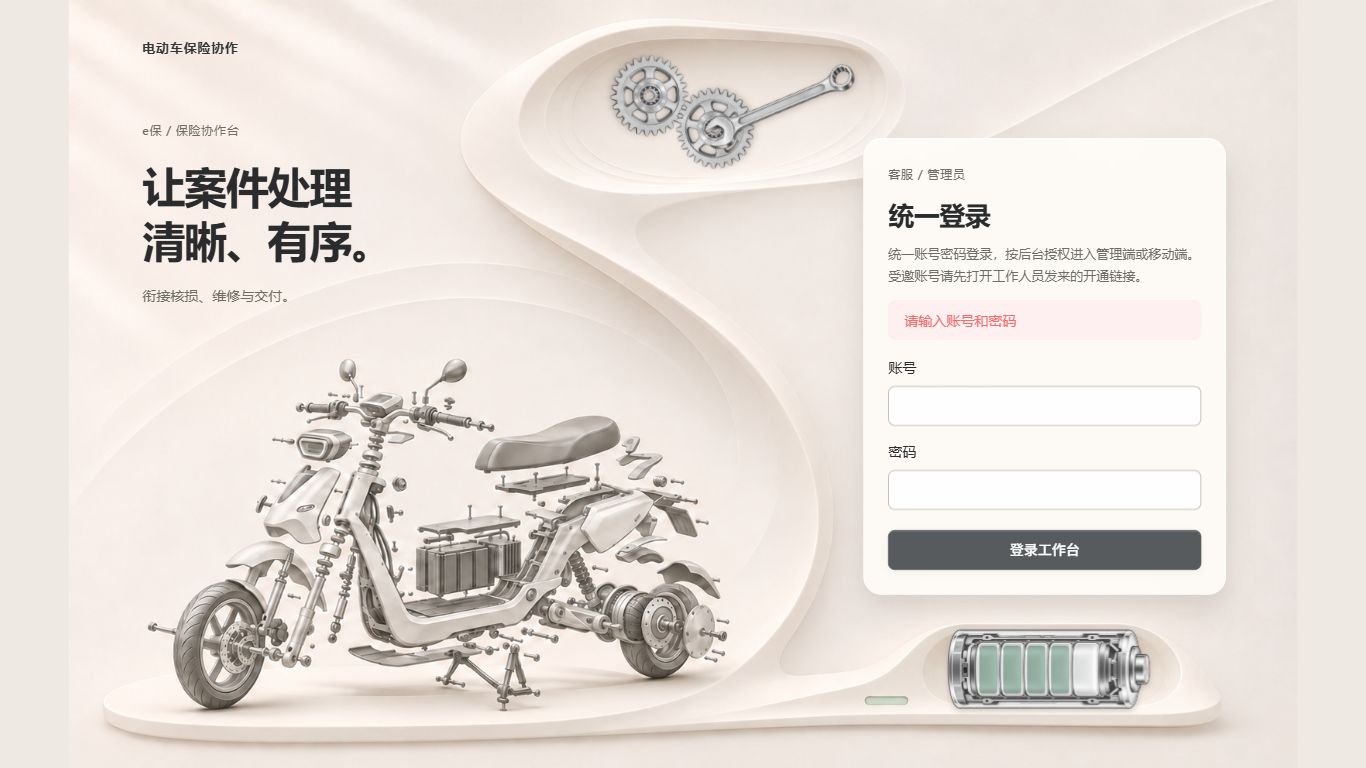 电动车保险协作
e保 / 保险协作台
让案件处理
清晰、有序。
衔接核损、维修与交付。
客服 / 管理员
统一登录
统一账号密码登录，按后台授权进入管理端或移动端。
受邀账号请先打开工作人员发来的开通链接。
请输入账号和密码
账号
密码
登录工作台